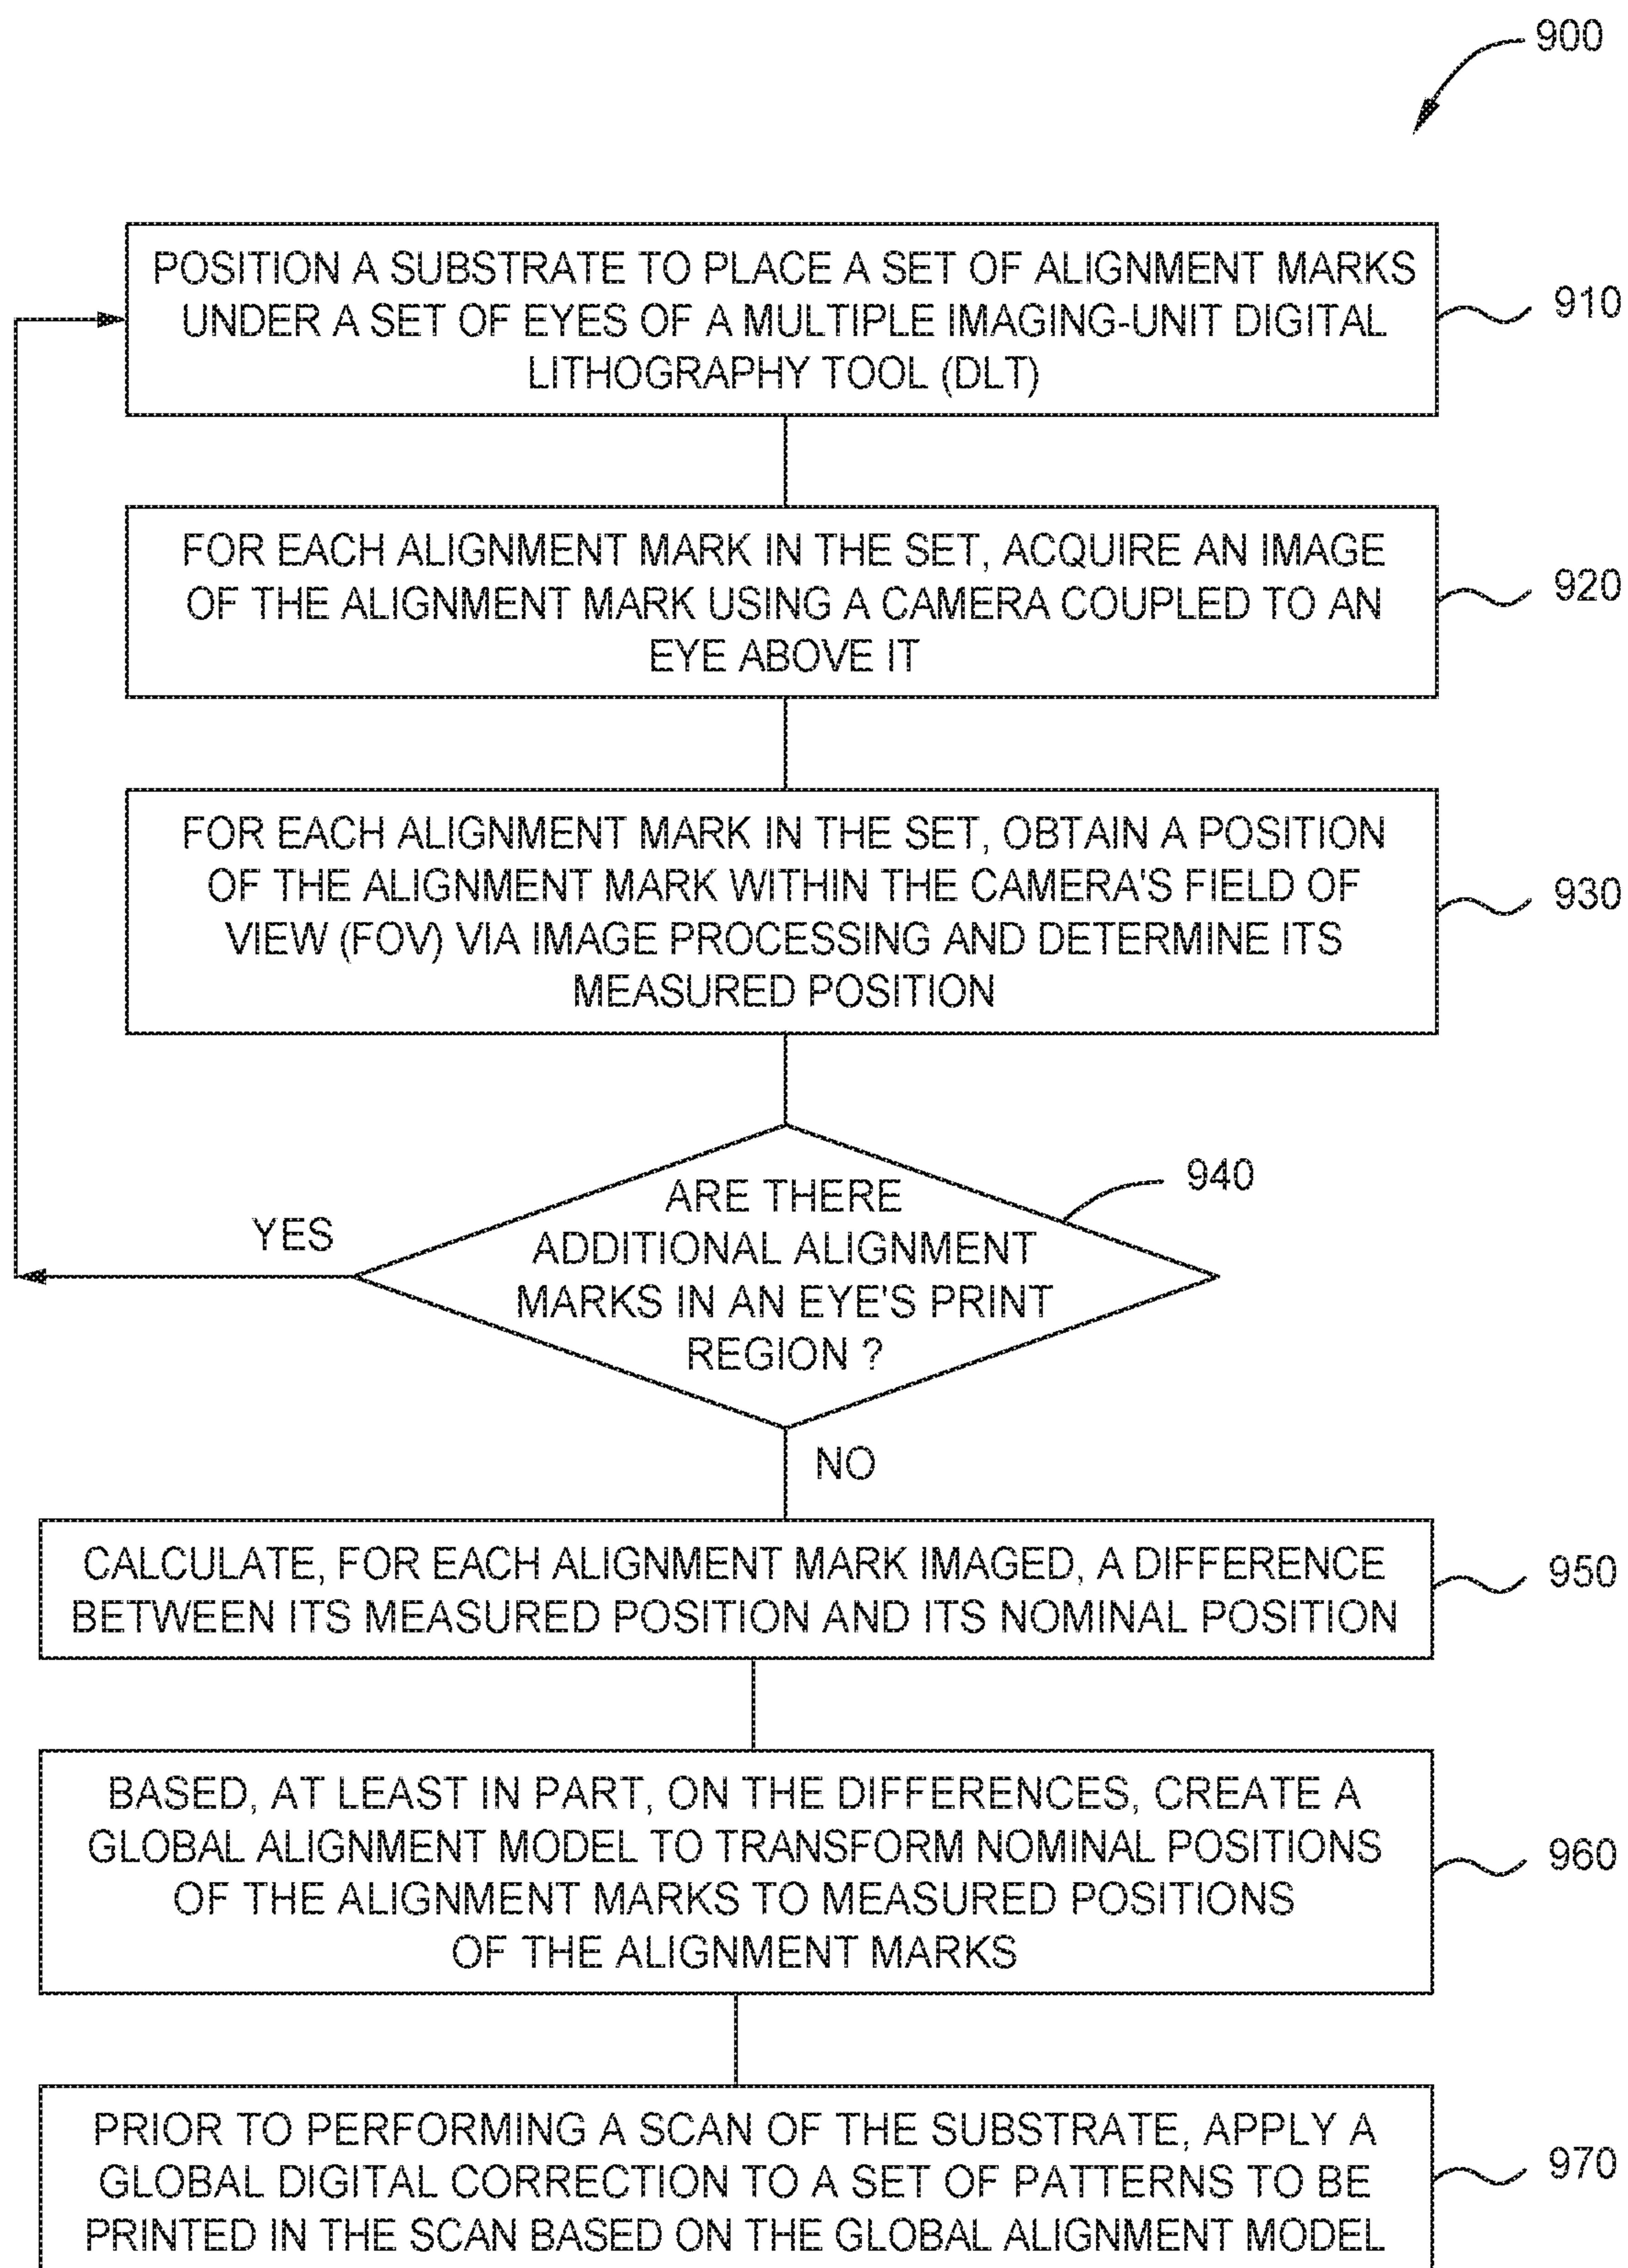 900
POSITION A SUBSTRATE TO PLACE A SET OF ALIGNMENT MARKS
UNDER A SET OF EYES OF A MULTIPLE IMAGING-UNIT DIGITAL
LITHOGRAPHY TOOL (DLT)
910
FOR EACH ALIGNMENT MARK IN THE SET, ACQUIRE AN IMAGE
OF THE ALIGNMENT MARK USING A CAMERA COUPLED TO AN
EYE ABOVE IT
920
FOR EACH ALIGNMENT MARK IN THE SET, OBTAIN A POSITION
OF THE ALIGNMENT MARK WITHIN THE CAMERA'S FIELD OF
VIEW (FOV) VIA IMAGE PROCESSING AND DETERMINE ITS
MEASURED POSITION
930
ARE THERE
ADDITIONAL ALIGNMENT
MARKS IN AN EYE'S PRINT
REGION ?
940
YES
NO
CALCULATE, FOR EACH ALIGNMENT MARK IMAGED, A DIFFERENCE
BETWEEN ITS MEASURED POSITION AND ITS NOMINAL POSITION
950
BASED, AT LEAST IN PART, ON THE DIFFERENCES, CREATE A
GLOBAL ALIGNMENT MODEL TO TRANSFORM NOMINAL POSITIONS
OF THE ALIGNMENT MARKS TO MEASURED POSITIONS
OF THE ALIGNMENT MARKS
960
PRIOR TO PERFORMING A SCAN OF THE SUBSTRATE, APPLY A
GLOBAL DIGITAL CORRECTION TO A SET OF PATTERNS TO BE
PRINTED IN THE SCAN BASED ON THE GLOBAL ALIGNMENT MODEL
970